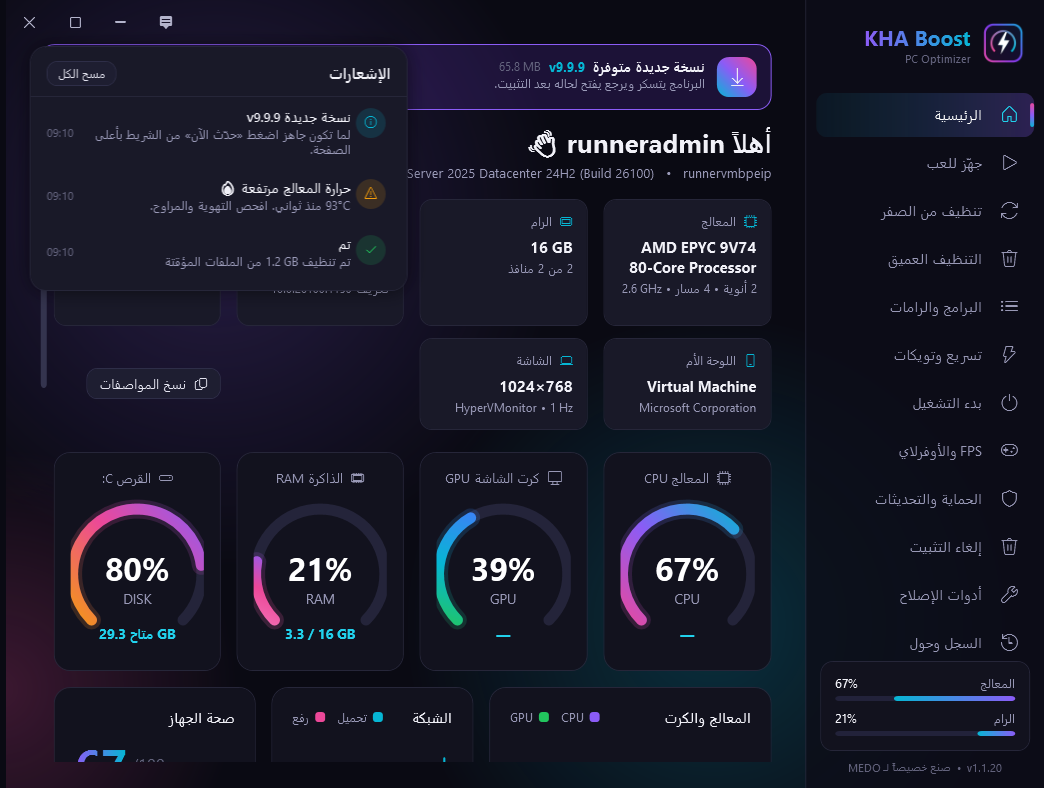 KHA Boost
PC Optimizer
الرئيسية
جهّز للعب
تنظيف من الصفر
التنظيف العميق
البرامج والرامات
تسريع وتويكات
بدء التشغيل
FPS والأوفرلاي
الحماية والتحديثات
إلغاء التثبيت
أدوات الإصلاح
السجل وحول
المعالج 67%
الرام 21%
صنع خصيصاً لـ MEDO • v1.1.20
نسخة جديدة متوفرة v9.9.9 65.8 MB
البرنامج يتسكر ويرجع يفتح لحاله بعد التثبيت.
الإشعارات
مسح الكل
نسخة جديدة v9.9.9
لما تكون جاهز اضغط «حدّث الآن» من الشريط بأعلى
الصفحة.
09:10
حرارة المعالج مرتفعة
93°C منذ ثواني. افحص التهوية والمراوح.
09:10
تم
تم تنظيف 1.2 GB من الملفات المؤقتة
09:10
أهلاً runneradmin
runnervmbpeip • Server 2025 Datacenter 24H2 (Build 26100)
المعالج
AMD EPYC 9V74
80-Core Processor
2 أنوية • 4 مسار • 2.6 GHz
الرام
16 GB
2 من 2 منافذ
اللوحة الأم
Virtual Machine
Microsoft Corporation
الشاشة
1024×768
HyperVMonitor • 1 Hz
نسخ المواصفات
المعالج CPU
67%
CPU
—
كرت الشاشة GPU
39%
GPU
—
الذاكرة RAM
21%
RAM
3.3 / 16 GB
القرص C:
80%
DISK
29.3 متاح GB
المعالج والكرت
CPU
GPU
الشبكة
تحميل
رفع
صحة الجهاز